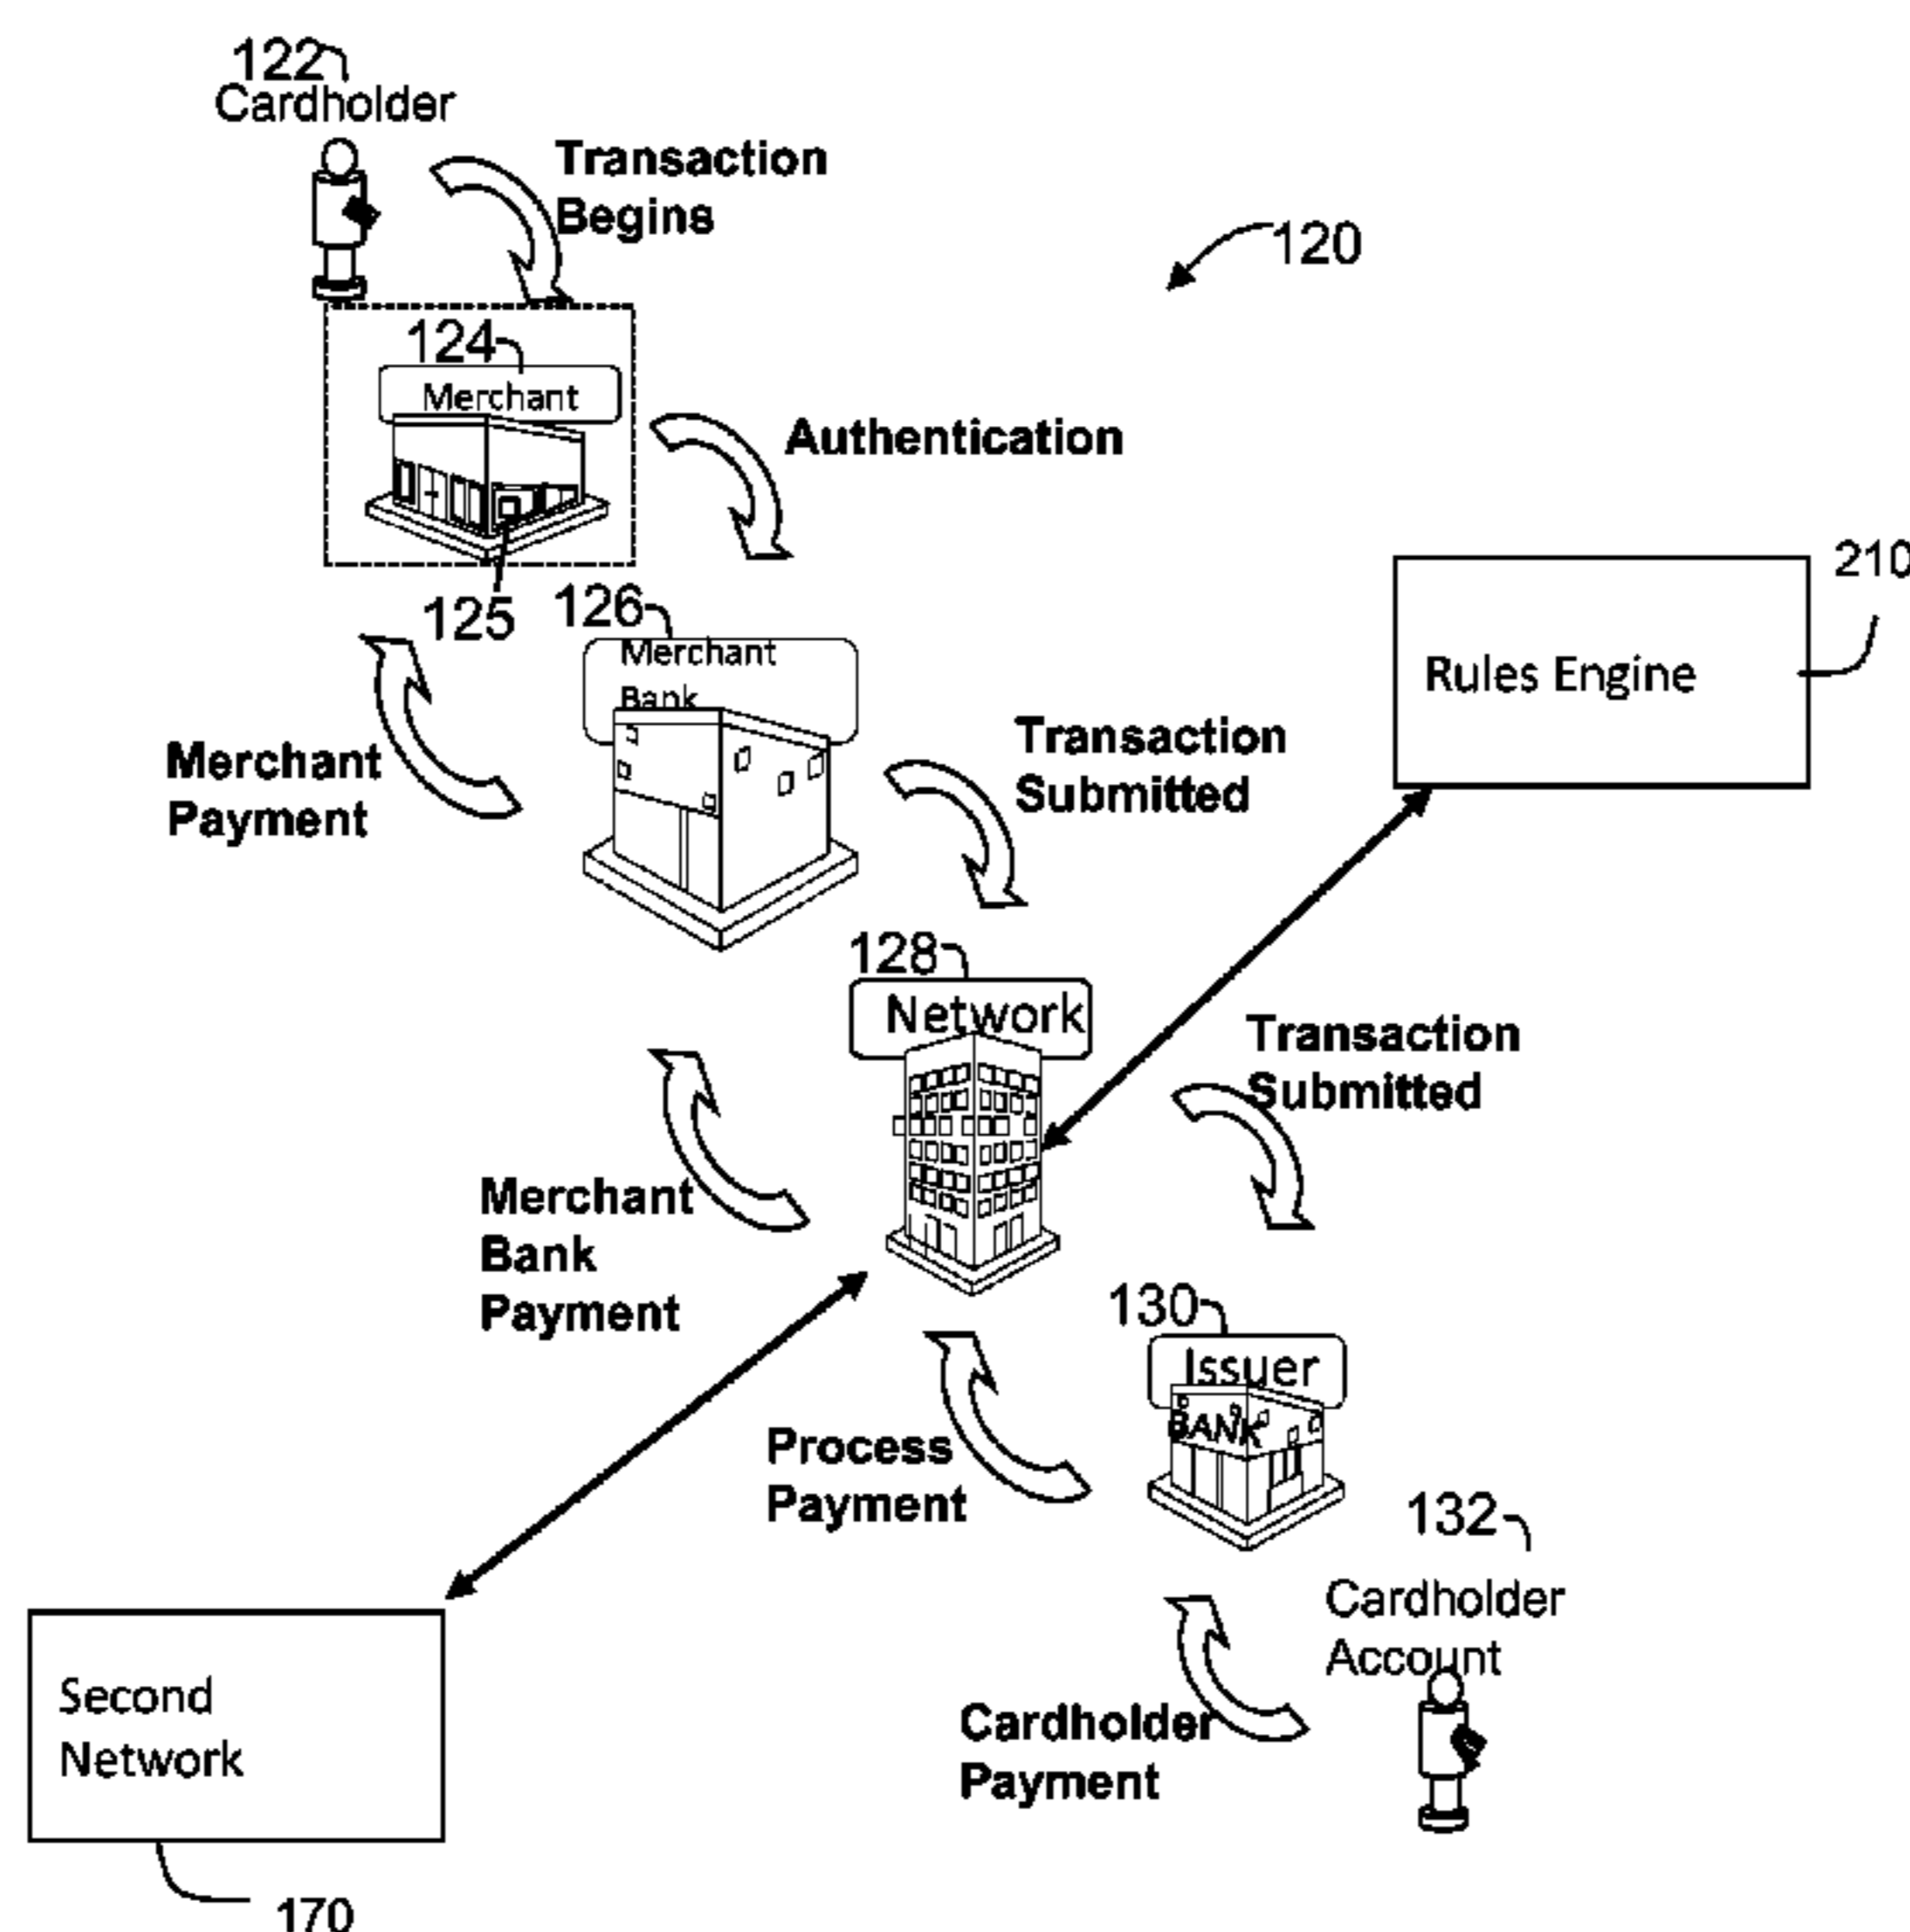 122
Cardholder
Transaction
Begins
120
124
Merchant
Authentication
125
126
Merchant
Bank
210
Rules Engine
Merchant
Payment
Transaction
Submitted
128
Network
Transaction
Submitted
Merchant
Bank
Payment
130
Issuer
BANK
Process
Payment
132
Cardholder
Account
Second
Network
Cardholder
Payment
170